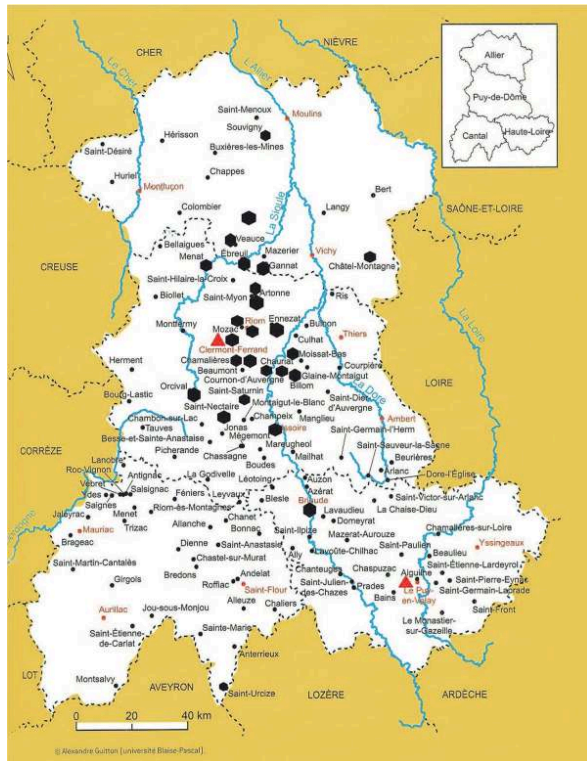 CHER
NIÈVRE
Le Cher
L'Allier
Allier
Puy-de-Dôme
Cantal
Haute-Loire
Saint-Menoux
Moulins
Souvigny
Hérisson
Saint-Désiré
Buxières-les-Mines
Huriel
Chappes
Montluçon
Bert
Colombier
Langy
La Sioule
SAÔNE-ET-LOIRE
Veauce
Bellaigues
Mazerier
Vichy
Ébreuil
Menat
Gannat
Châtel-Montagne
CREUSE
Saint-Hilaire-la-Croix
Artonne
Biollet
Saint-Myon
Ris
La Loire
Ennezat
Riom
Bulhon
Montfermy
Mozac
Thiers
Culhat
Clermont-Ferrand
Moissat-Bas
Chamalières
Chauriat
Courpière
Herment
Beaumont
Glaine-Montaigut
Cournon-d'Auvergne
Billom
La Dore
LOIRE
Orcival
Saint-Saturnin
Saint-Dier
d'Auvergne
Bourg-Lastic
Montaigut-le-Blanc
Saint-Nectaire
Manglieu
Ambert
Chambon-sur-Lac
Champeix
Saint-Germain-l'Herm
Tauves
Jonas
Issoire
CORRÈZE
Besse-et-Sainte-Anastaise
Mégemont
Saint-Sauveur-la-Sagne
Mareugheol
Beurières
Picherande
Chassagne
Mailhat
Lanobre
Boudes
Arlanc
Roc-Vignon
Antignac
La Godivelle
Léotoing
Auzon
Dore-l'Église
Vebret
Salsignac
Azérat
Ydes
Féniers
Leyvaux
Blesle
Saint-Victor-sur-Arlanc
Saignes
Brioude
La Chaise-Dieu
Jaleyrac
Menet
Riom-ès-Montagnes
Lavaudieu
Chanet
Domeyrat
Chamalières-sur-Loire
Mauriac
Trizac
Allanche
Bonnac
Saint-Ilpize
Mazerat-Aurouze
Yssingeaux
Brageac
Dienne
Saint-Anastasie
Saint-Paulien
Ally
Lavoûte-Chilhac
Beaulieu
Chastel-sur-Murat
Saint-Martin-Cantalès
Chanteuges
Chaspuzac
Saint-Étienne-Lardeyrol
Bredons
Andelat
Aiguilhe
Girgols
Roffiac
Saint-Julien
des-Chazes
Saint-Pierre-Eynac
Saint-Flour
Prades
Le Puy-
en-Velay
Saint-Germain-Laprade
Bains
Alleuze
Jou-sous-Monjou
Chaliers
Saint-Front
Aurillac
Le Monastier-
sur-Gazeille
Saint-Étienne-
de-Carlat
Sainte-Marie
Anterrieux
LOT
Montsalvy
AVEYRON
LOZÈRE
ARDÈCHE
Saint-Urcize
0 20 40 km
© Alexandre Guitton [université Blaise-Pascal].